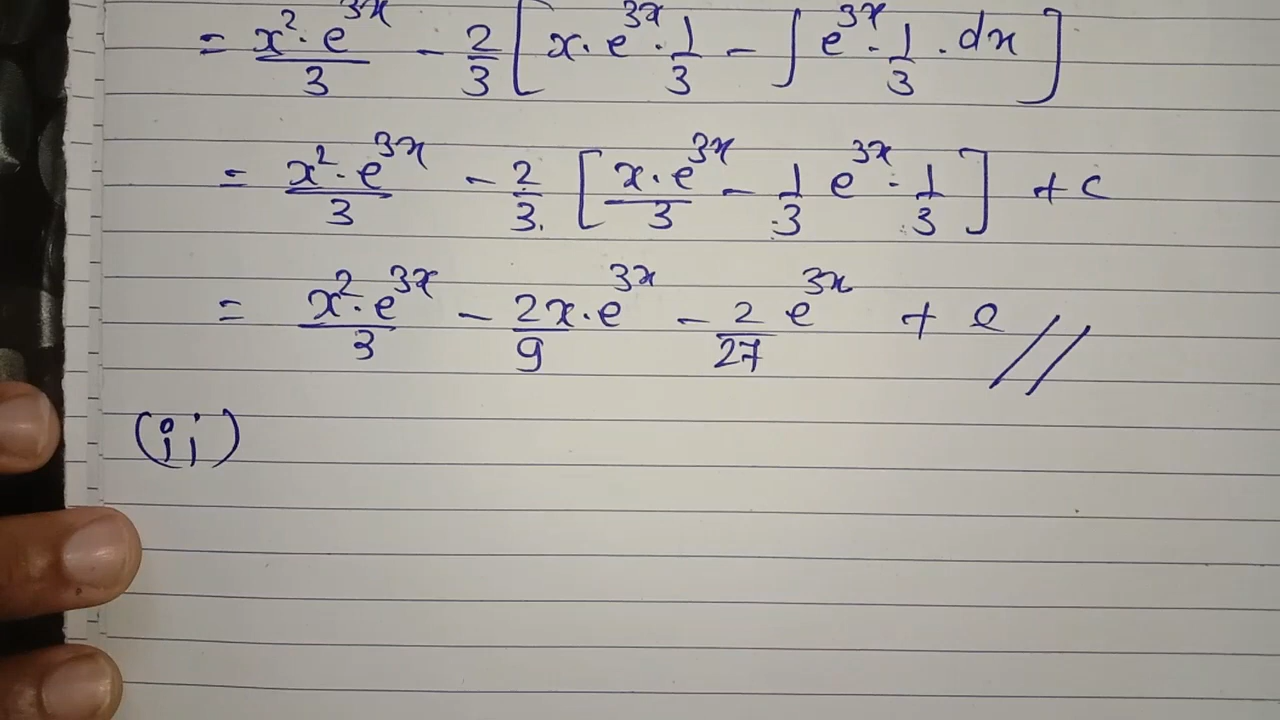 = x²·e^3x/3 - 2/3 [ x·e^3x·1/3 - ∫ e^3x·1/3·dx ]
= x²·e^3x/3 - 2/3. [ x·e^3x/3 - 1/3 e^3x·1/3 ] + c
= x²·e^3x/3 - 2x·e^3x/9 - 2/27 e^3x + c //
(ii)